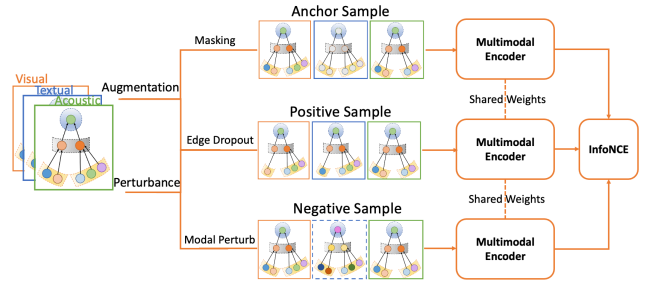 Anchor Sample
Masking
Multimodal
Encoder
Visual
Textual
Acoustic
Augmentation
Shared Weights
Positive Sample
Edge Dropout
Multimodal
Encoder
InfoNCE
Perturbance
Shared Weights
Negative Sample
Modal Perturb
Multimodal
Encoder